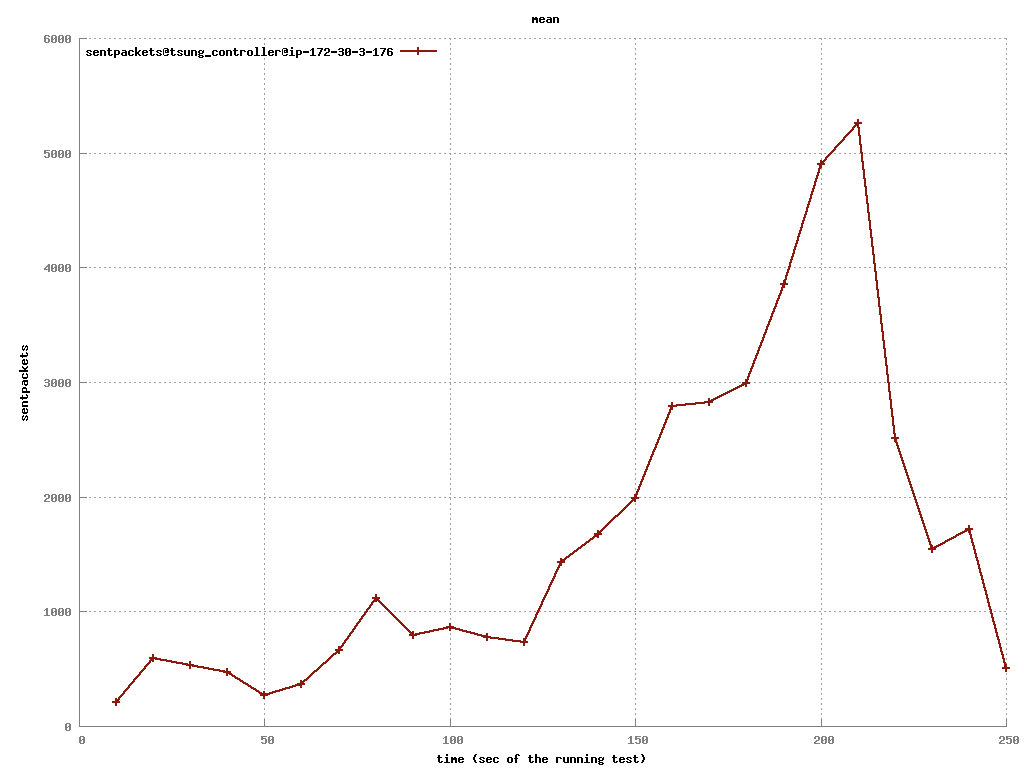 mean
6000
sentpackets@tsung_controller@ip-172-30-3-176
5000
4000
3000
sentpackets
2000
1000
0
0 50 100 150 200 250
time (sec of the running test)